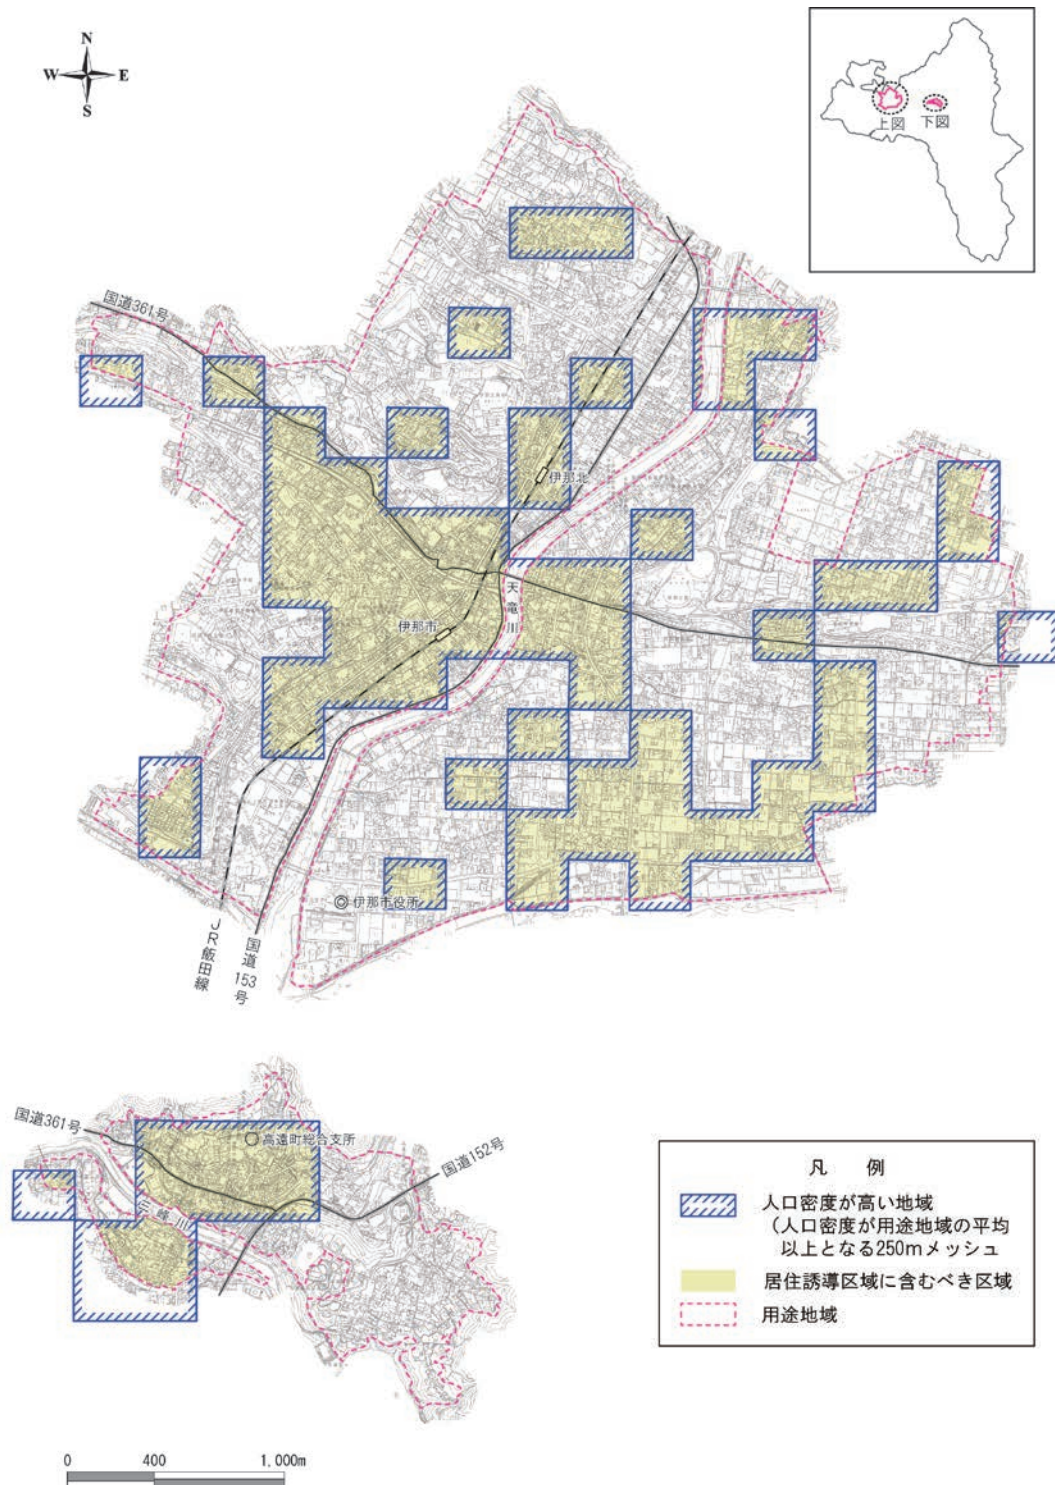 N
W E
S
上図 下図
国道361号
伊那北
天竜川
伊那市
伊那市役所
JR飯田線
国道153号
国道361号
高遠町総合支所
国道152号
三峰川
凡　例
人口密度が高い地域
（人口密度が用途地域の平均
以上となる250mメッシュ
居住誘導区域に含むべき区域
用途地域
0 400 1,000m